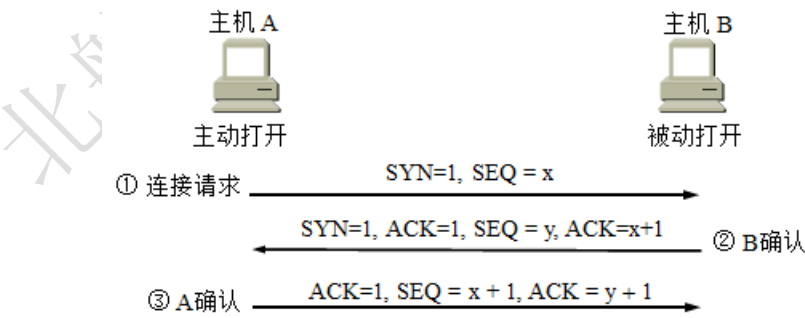 主机 A
主机 B
主动打开
被动打开
① 连接请求
SYN=1, SEQ = x
SYN=1, ACK=1, SEQ = y, ACK=x+1
② B确认
③ A确认
ACK=1, SEQ = x + 1, ACK = y + 1